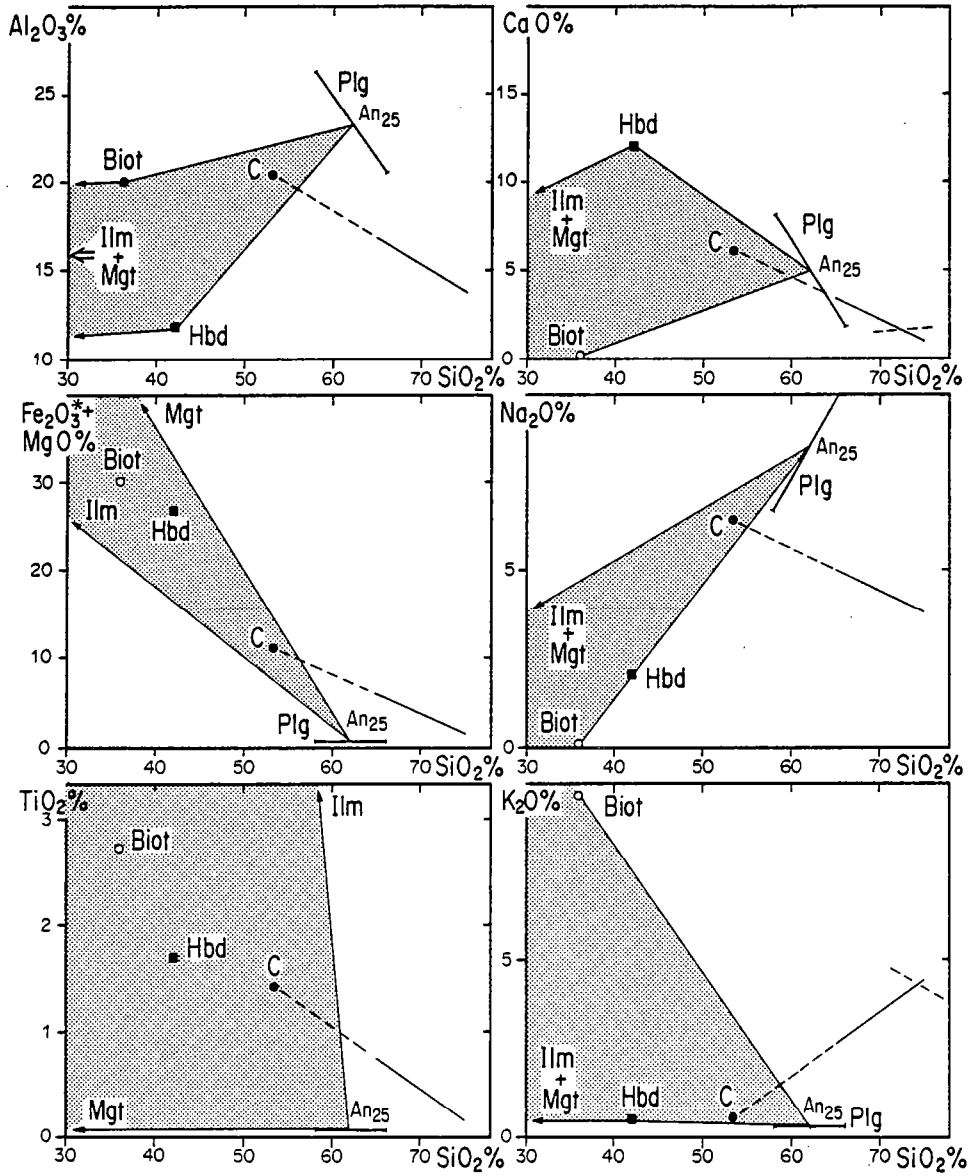 Al₂O₃%
25
20
15
10
Plg
An₂₅
Biot
C
Ilm
+
Mgt
Hbd
30 40 50 60 70 SiO₂%
CaO%
15
10
5
0
Hbd
Ilm
+
Mgt
Plg
C
An₂₅
Biot
30 40 50 60 70 SiO₂%
Fe₂O₃*+
MgO%
30
20
10
0
Mgt
Biot
Ilm
Hbd
C
Plg
An₂₅
30 40 50 60 70 SiO₂%
Na₂O%
5
0
An₂₅
Plg
C
Ilm
+
Mgt
Hbd
Biot
30 40 50 60 70 SiO₂%
TiO₂%
3
2
1
0
Ilm
Biot
Hbd
C
Mgt
An₂₅
30 40 50 60 70 SiO₂%
K₂O%
5
0
Biot
Ilm
+
Mgt
Hbd
C
An₂₅
Plg
30 40 50 60 70 SiO₂%